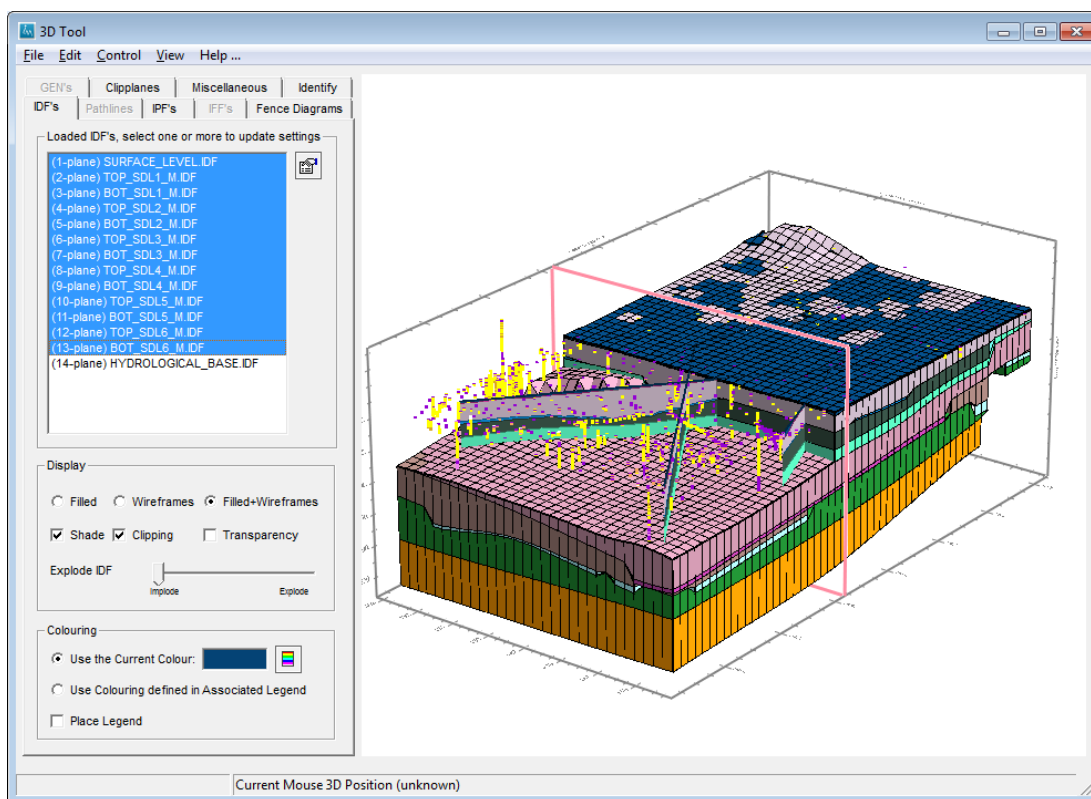 3D Tool
File Edit Control View Help ...
GEN's Clipplanes Miscellaneous Identify
IDF's Pathlines IPF's IFF's Fence Diagrams
Loaded IDF's, select one or more to update settings
(1-plane) SURFACE_LEVEL.IDF
(2-plane) TOP_SDL1_M.IDF
(3-plane) BOT_SDL1_M.IDF
(4-plane) TOP_SDL2_M.IDF
(5-plane) BOT_SDL2_M.IDF
(6-plane) TOP_SDL3_M.IDF
(7-plane) BOT_SDL3_M.IDF
(8-plane) TOP_SDL4_M.IDF
(9-plane) BOT_SDL4_M.IDF
(10-plane) TOP_SDL5_M.IDF
(11-plane) BOT_SDL5_M.IDF
(12-plane) TOP_SDL6_M.IDF
(13-plane) BOT_SDL6_M.IDF
(14-plane) HYDROLOGICAL_BASE.IDF
Display
Filled Wireframes Filled+Wireframes
Shade Clipping Transparency
Explode IDF
Implode Explode
Colouring
Use the Current Colour:
Use Colouring defined in Associated Legend
Place Legend
Current Mouse 3D Position (unknown)